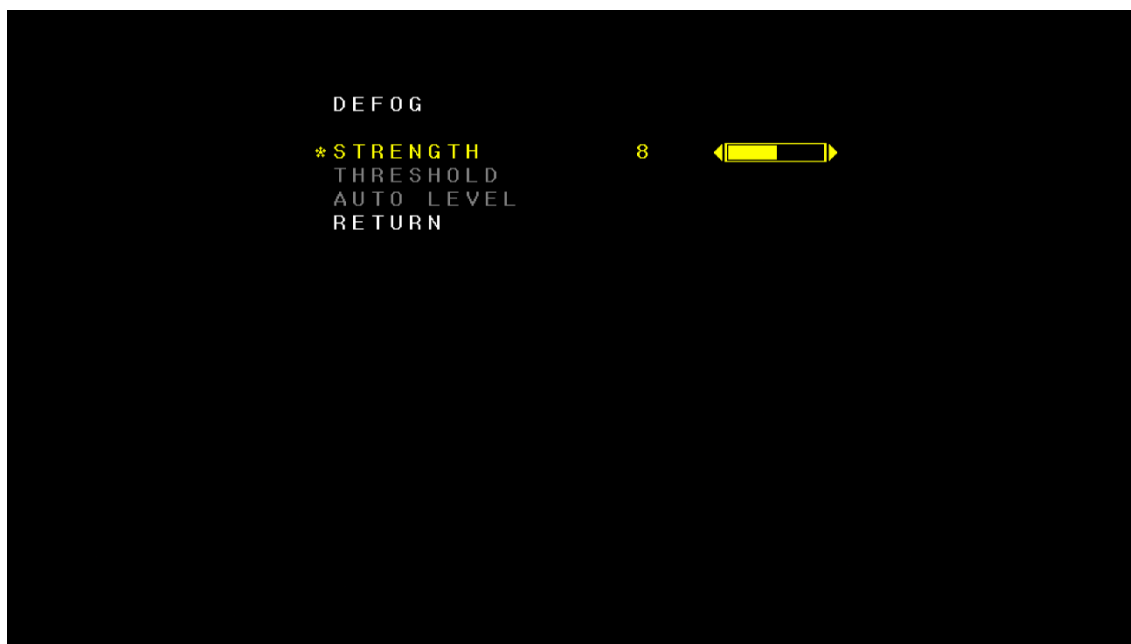 DEFOG
*STRENGTH 8
THRESHOLD
AUTO LEVEL
RETURN